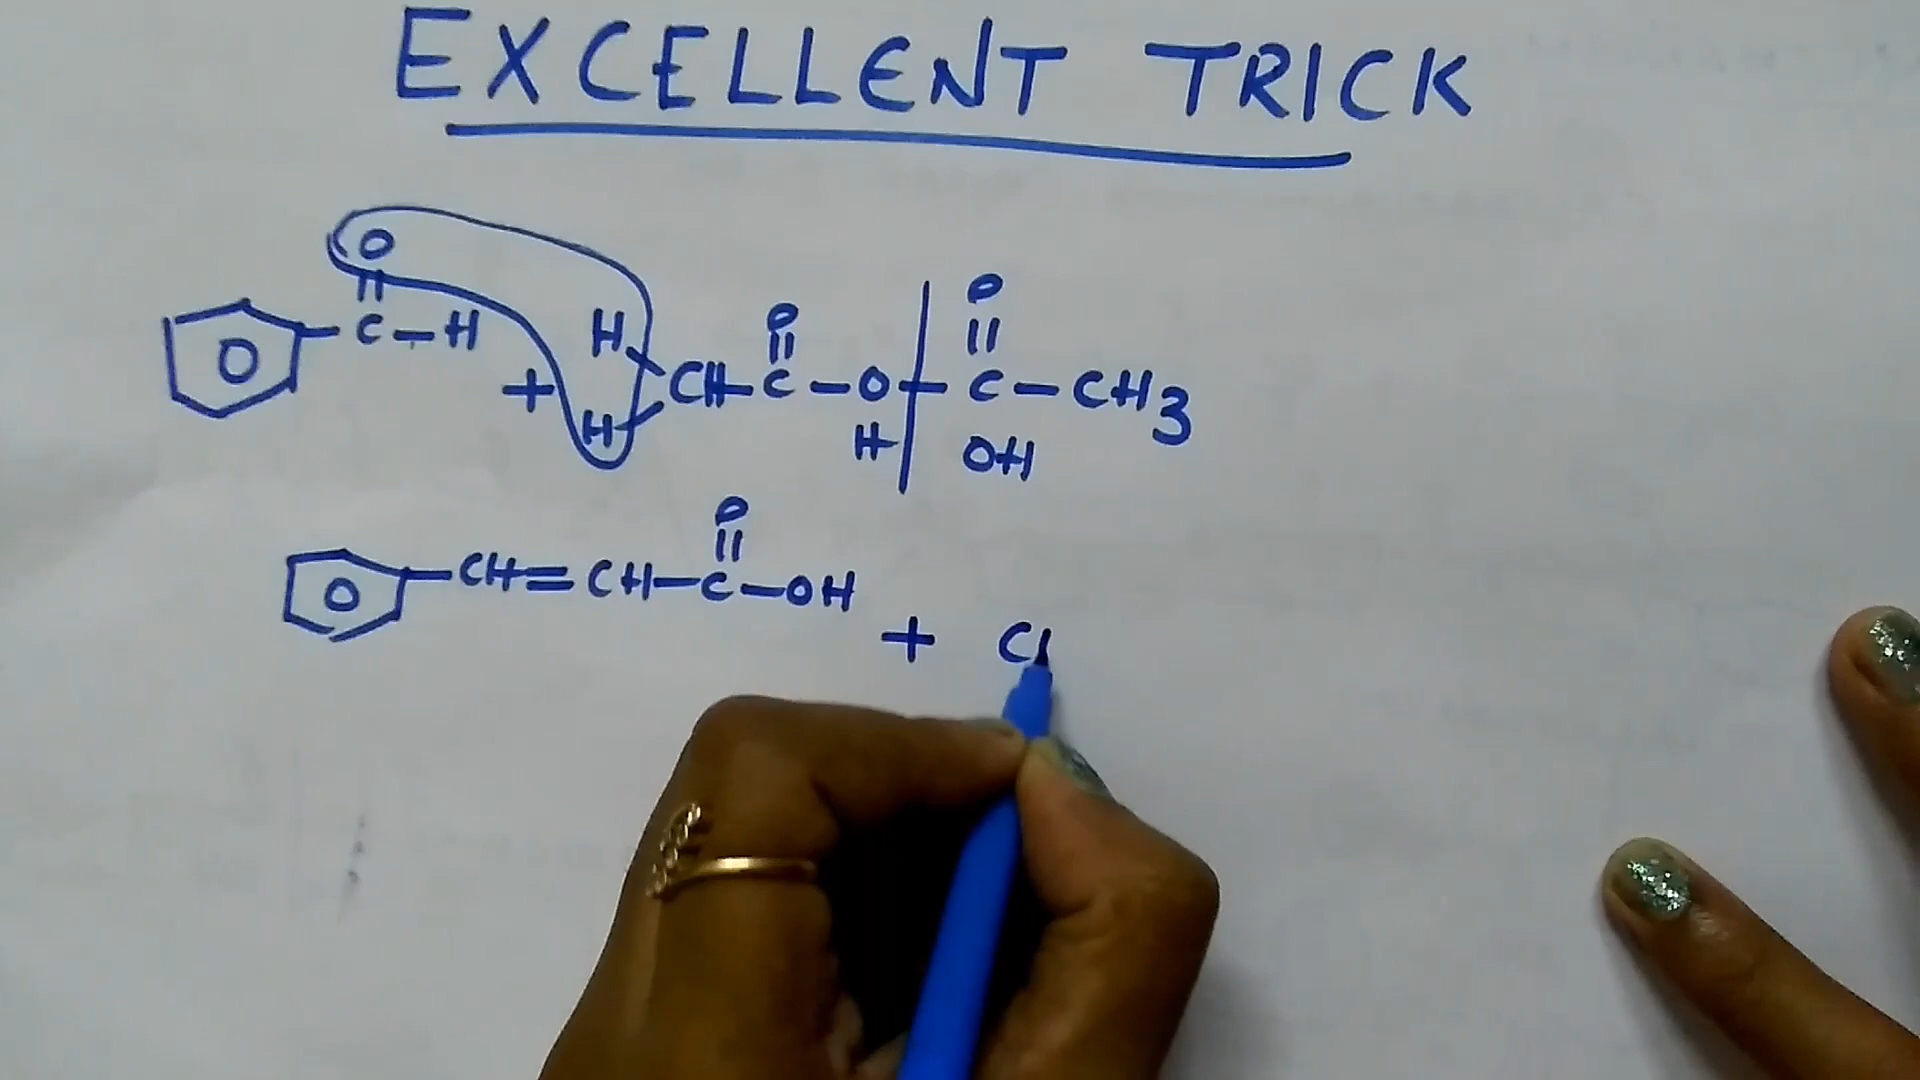 EXCELLENT TRICK
O
O
H
O
O
C-H
O
+
CH-C-O-C-CH3
H
H
OH
O
O
CH=CH-C-OH
+ C